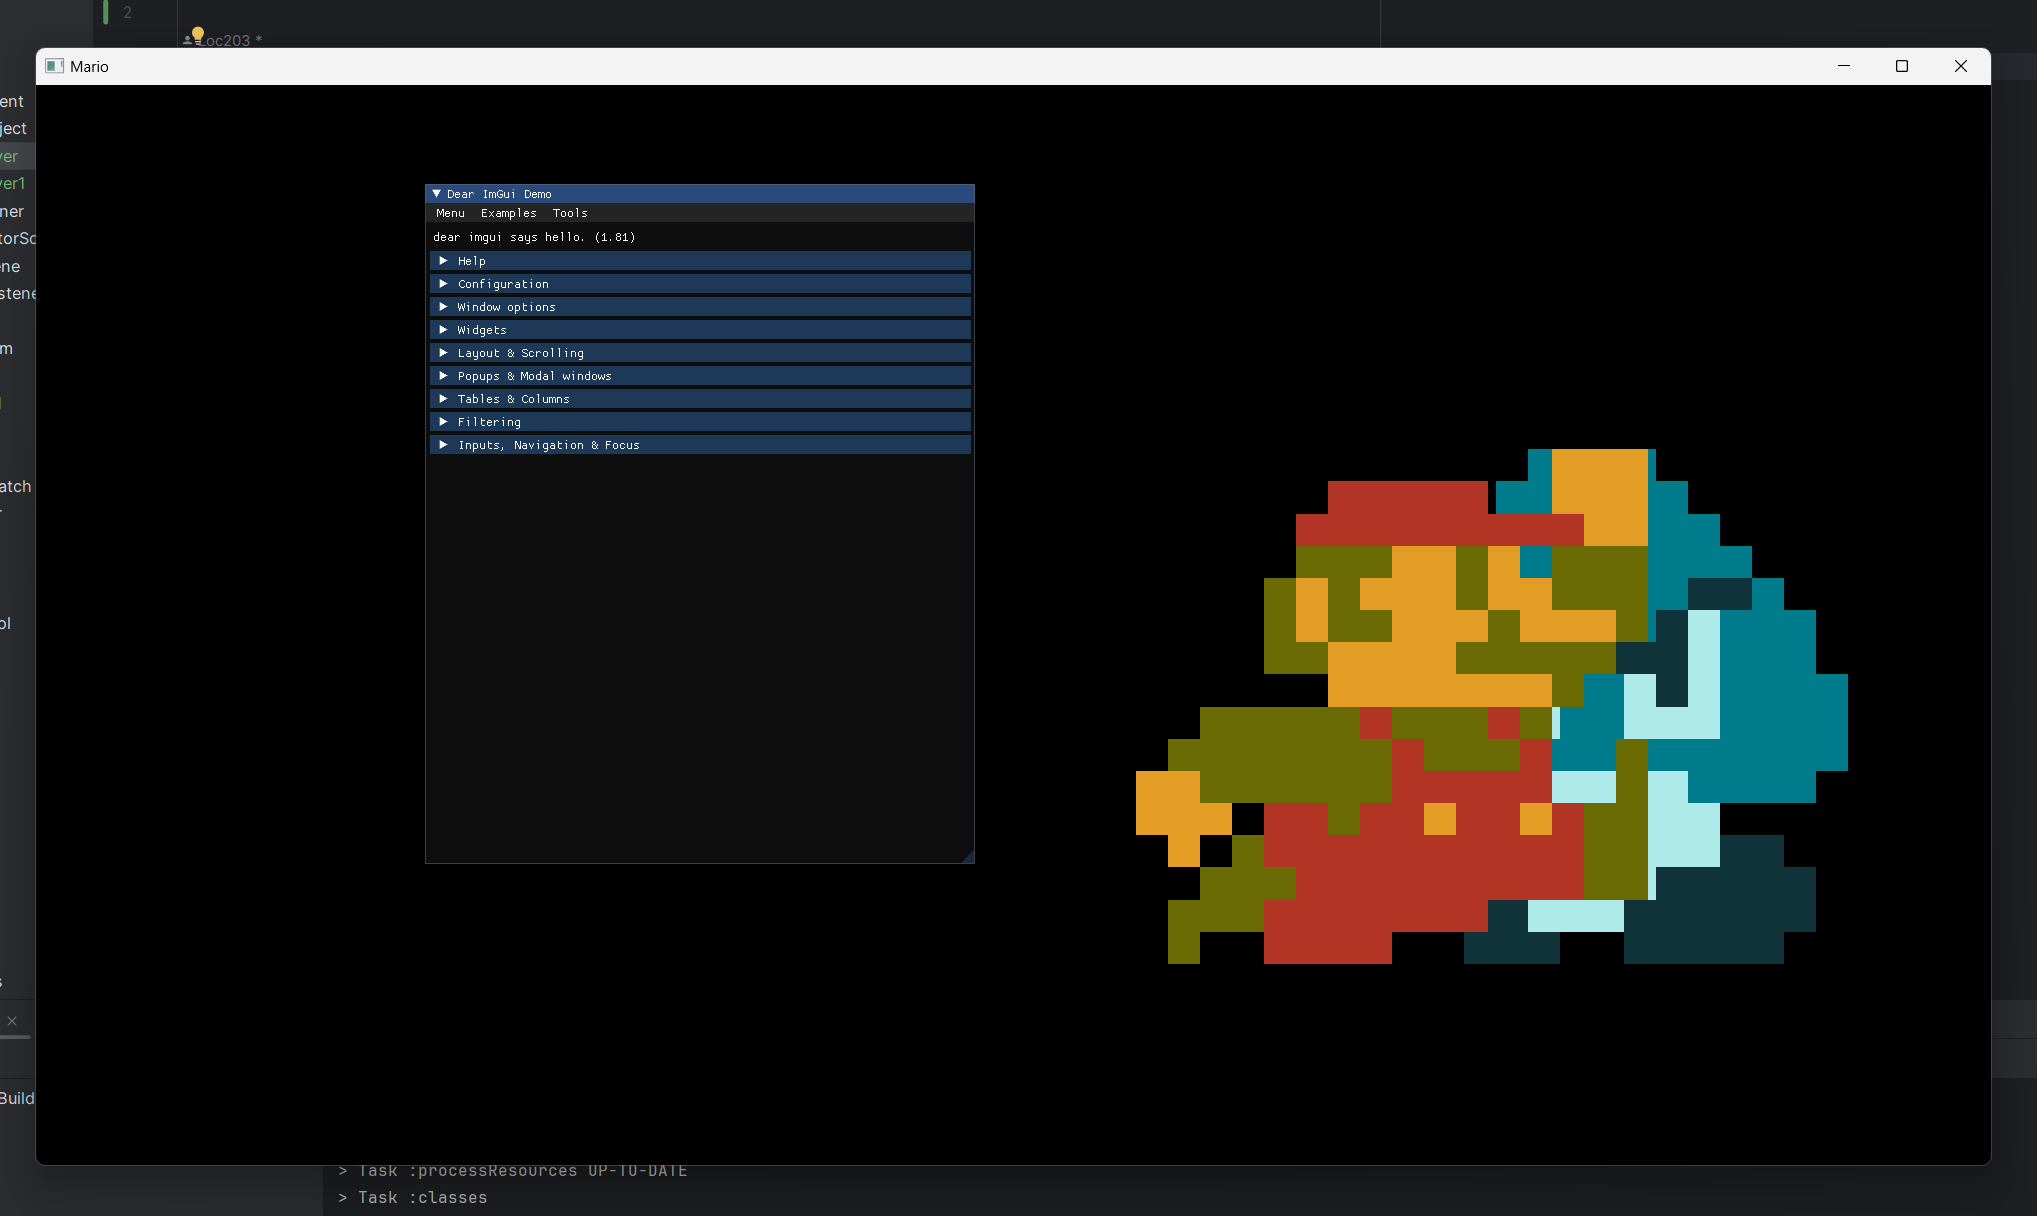 2
Loc203 *
Mario
ent
ject
ver
ver1
ner
torSc
ene
stene
m
atch
ol
s
Build
Dear ImGui Demo
Menu Examples Tools
dear imgui says hello. (1.81)
Help
Configuration
Window options
Widgets
Layout & Scrolling
Popups & Modal windows
Tables & Columns
Filtering
Inputs, Navigation & Focus
> Task :processResources UP-TO-DATE
> Task :classes